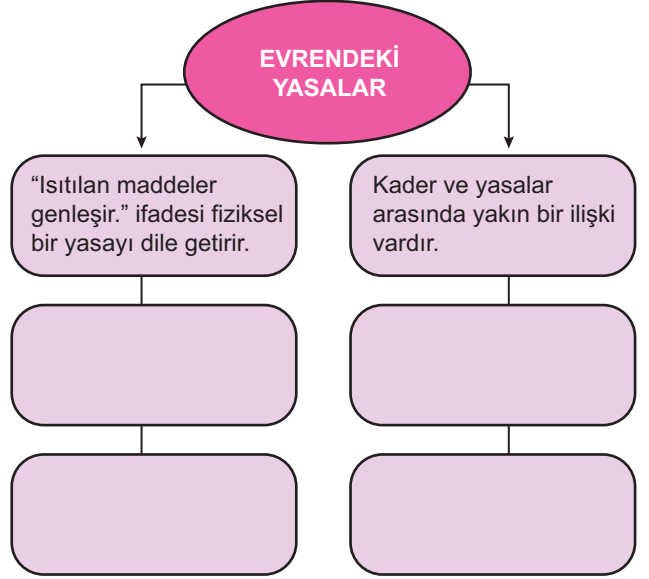 EVRENDEKİ
YASALAR
“Isıtılan maddeler
genleşir.” ifadesi fiziksel
bir yasayı dile getirir.
Kader ve yasalar
arasında yakın bir ilişki
vardır.